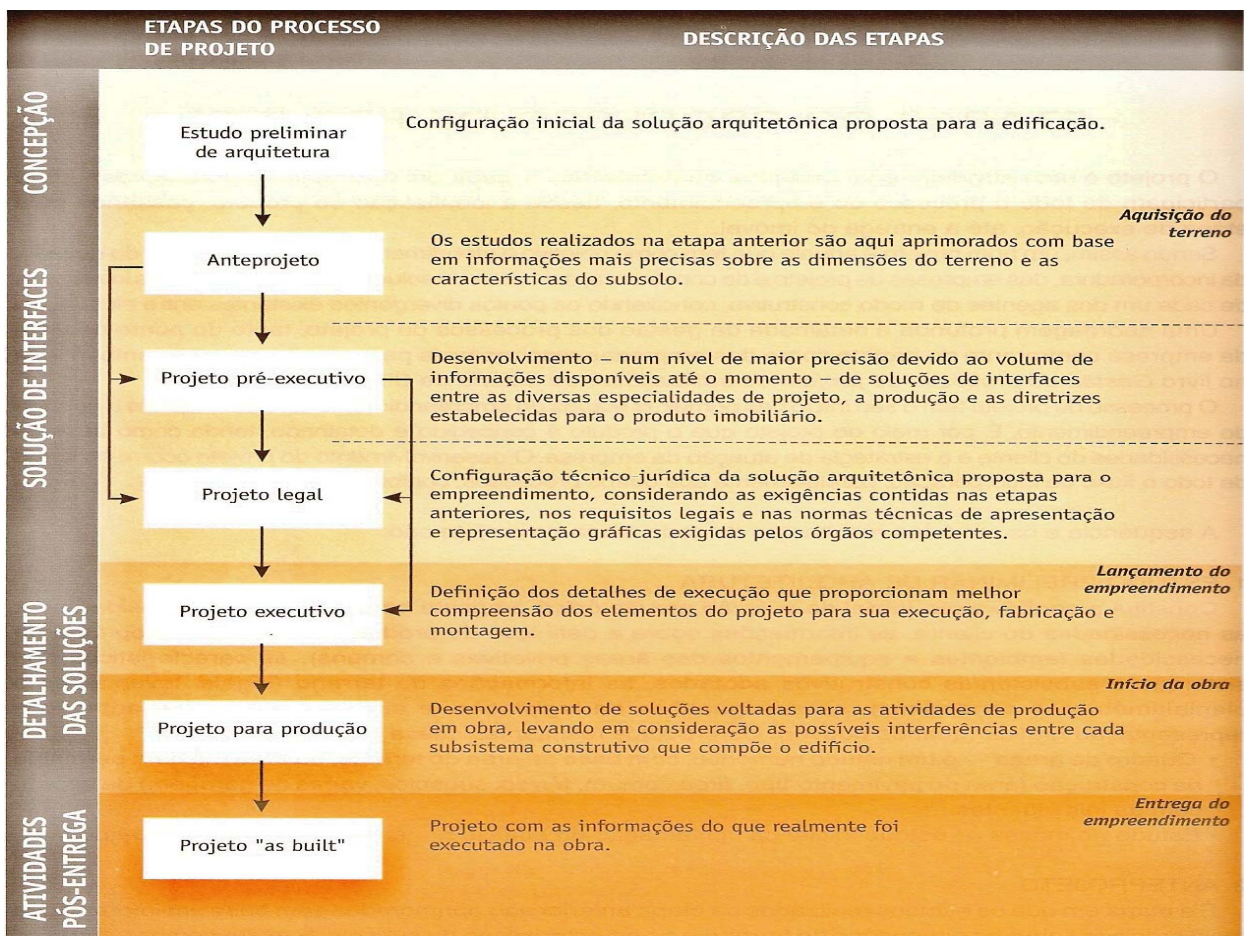 ETAPAS DO PROCESSO
DE PROJETO
DESCRIÇÃO DAS ETAPAS
CONCEPÇÃO
Estudo preliminar
de arquitetura
Configuração inicial da solução arquitetônica proposta para a edificação.
SOLUÇÃO DE INTERFACES
Aquisição do
terreno
Anteprojeto
Os estudos realizados na etapa anterior são aqui aprimorados com base
em informações mais precisas sobre as dimensões do terreno e as
características do subsolo.
Projeto pré-executivo
Desenvolvimento – num nível de maior precisão devido ao volume de
informações disponíveis até o momento – de soluções de interfaces
entre as diversas especialidades de projeto, a produção e as diretrizes
estabelecidas para o produto imobiliário.
Projeto legal
Configuração técnico-jurídica da solução arquitetônica proposta para o
empreendimento, considerando as exigências contidas nas etapas
anteriores, nos requisitos legais e nas normas técnicas de apresentação
e representação gráficas exigidas pelos órgãos competentes.
DETALHAMENTO
DAS SOLUÇÕES
Lançamento do
empreendimento
Projeto executivo
Definição dos detalhes de execução que proporcionam melhor
compreensão dos elementos do projeto para sua execução, fabricação e
montagem.
Início da obra
Projeto para produção
Desenvolvimento de soluções voltadas para as atividades de produção
em obra, levando em consideração as possíveis interferências entre cada
subsistema construtivo que compõe o edifício.
ATIVIDADES
PÓS-ENTREGA
Entrega do
empreendimento
Projeto "as built"
Projeto com as informações do que realmente foi
executado na obra.